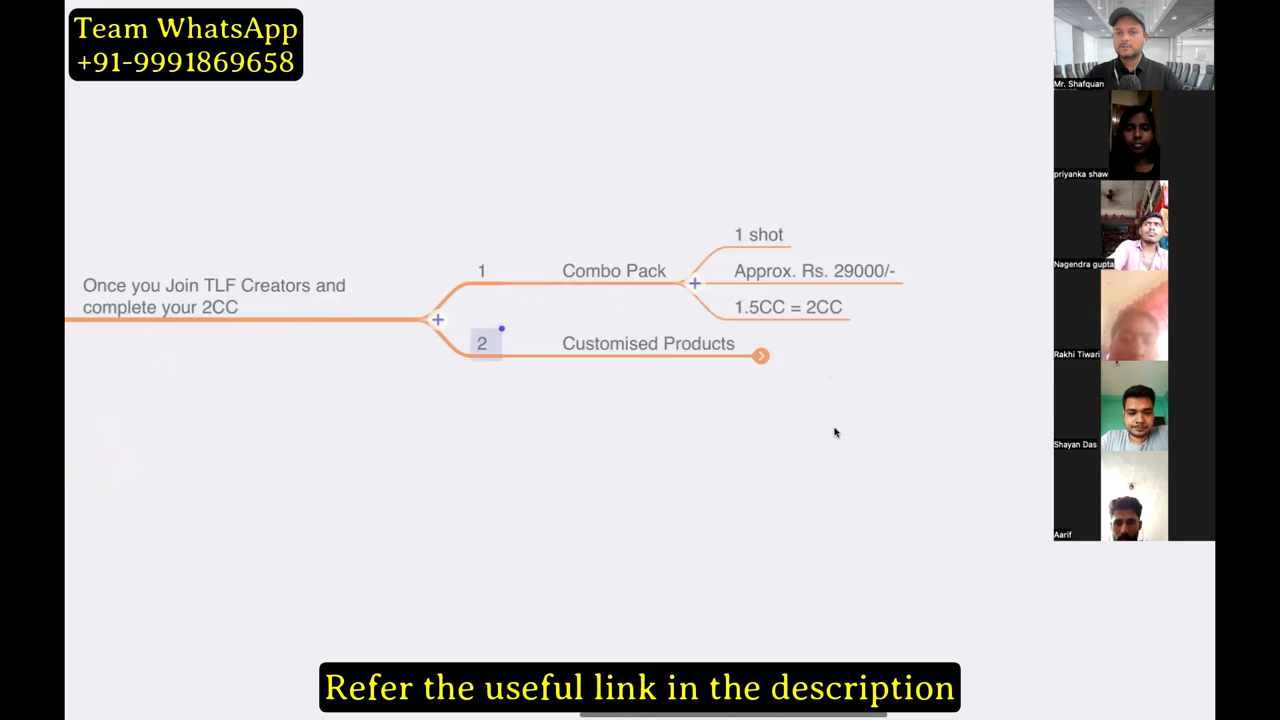 Team WhatsApp
+91-9991869658
Once you Join TLF Creators and
complete your 2CC
1
Combo Pack
1 shot
Approx. Rs. 29000/-
1.5CC = 2CC
2
Customised Products
Mr. Shafquan
priyanka shaw
Nagendra gupta
Rakhi Tiwari
Shayan Das
Aarif
Refer the useful link in the description